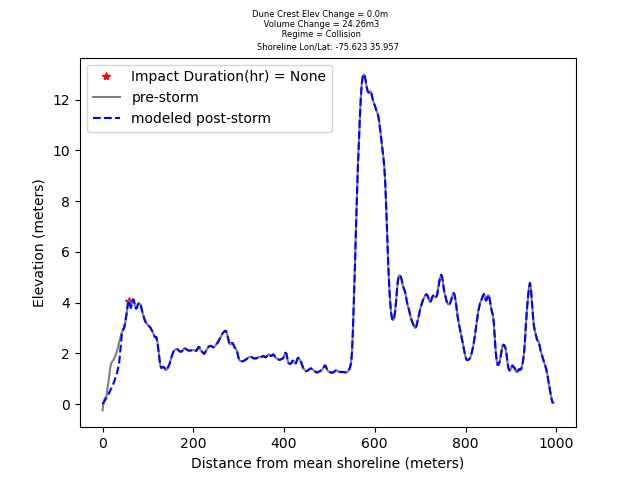 Dune Crest Elev Change = 0.0m
Volume Change = 24.26m3
Regime = Collision
Shoreline Lon/Lat: -75.623 35.957
Impact Duration(hr) = None
pre-storm
modeled post-storm
12
10
8
6
4
2
0
Elevation (meters)
0 200 400 600 800 1000
Distance from mean shoreline (meters)